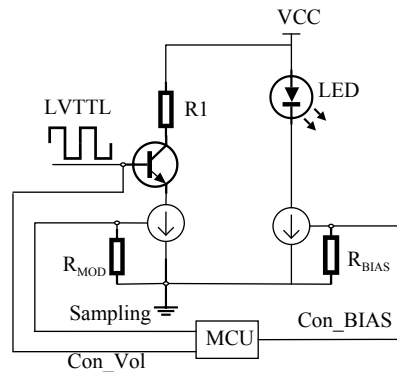 VCC
LVTTL
R1
LED
RMOD
RBIAS
Sampling
Con_BIAS
MCU
Con_Vol